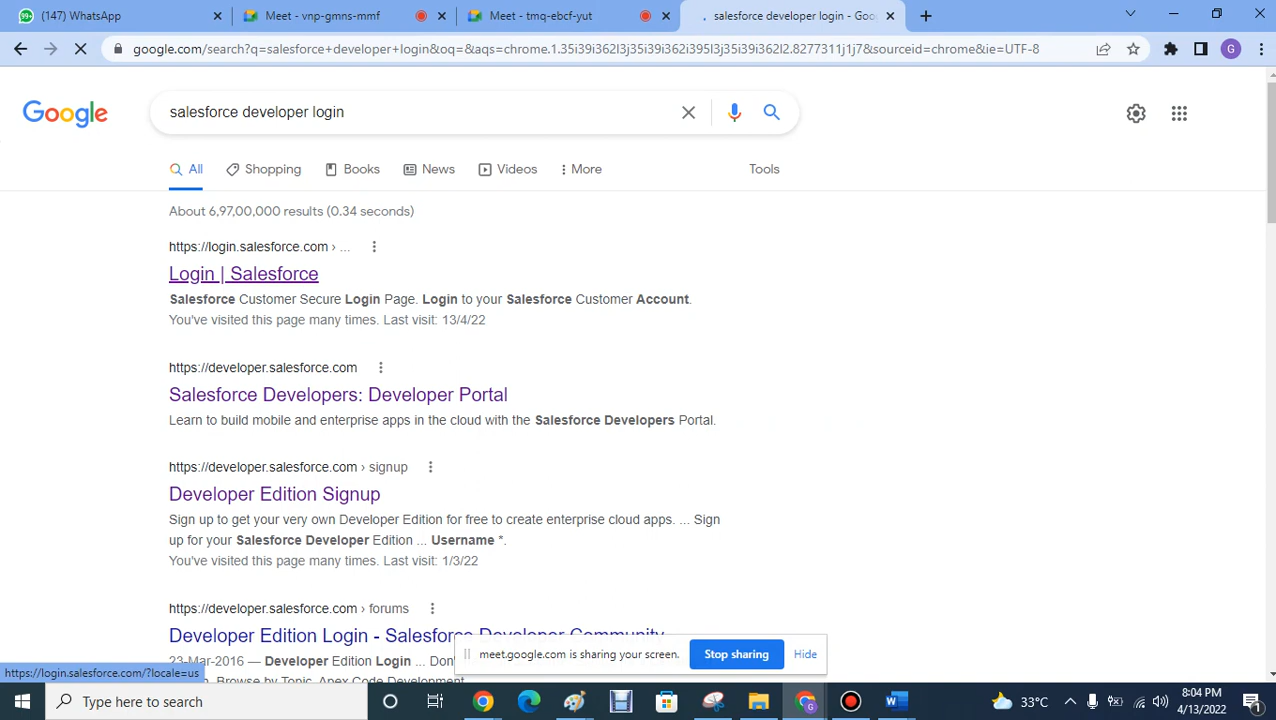 (147) WhatsApp
Meet - vnp-gmns-mmf
Meet - tmq-ebcf-yut
salesforce developer login - Goo
google.com/search?q=salesforce+developer+login&oq=&aqs=chrome.1.35i39i362l3j35i39i362i395l3j35i39i362l2.8277311j1j7&sourceid=chrome&ie=UTF-8
G
Google
salesforce developer login
All
Shopping
Books
News
Videos
More
Tools
About 6,97,00,000 results (0.34 seconds)
https://login.salesforce.com › ...
Login | Salesforce
Salesforce Customer Secure Login Page. Login to your Salesforce Customer Account.
You've visited this page many times. Last visit: 13/4/22
https://developer.salesforce.com
Salesforce Developers: Developer Portal
Learn to build mobile and enterprise apps in the cloud with the Salesforce Developers Portal.
https://developer.salesforce.com › signup
Developer Edition Signup
Sign up to get your very own Developer Edition for free to create enterprise cloud apps. ... Sign
up for your Salesforce Developer Edition ... Username *.
You've visited this page many times. Last visit: 1/3/22
https://developer.salesforce.com › forums
Developer Edition Login - Salesforce Developer Community
23-Mar-2016 — Developer Edition Login ... Don'
Browse by Topic. Apex Code Development
meet.google.com is sharing your screen.
Stop sharing
Hide
https://login.salesforce.com/?locale=us
Type here to search
33°C
8:04 PM
4/13/2022
1